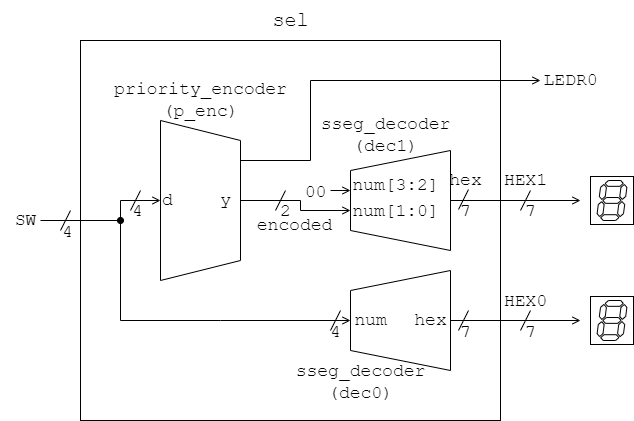 sel
LEDR0
priority_encoder
(p_enc)
sseg_decoder
(dec1)
00
num[3:2]
hex
HEX1
d
y
4
2
num[1:0]
7
7
SW
4
encoded
HEX0
num
hex
4
7
7
sseg_decoder
(dec0)